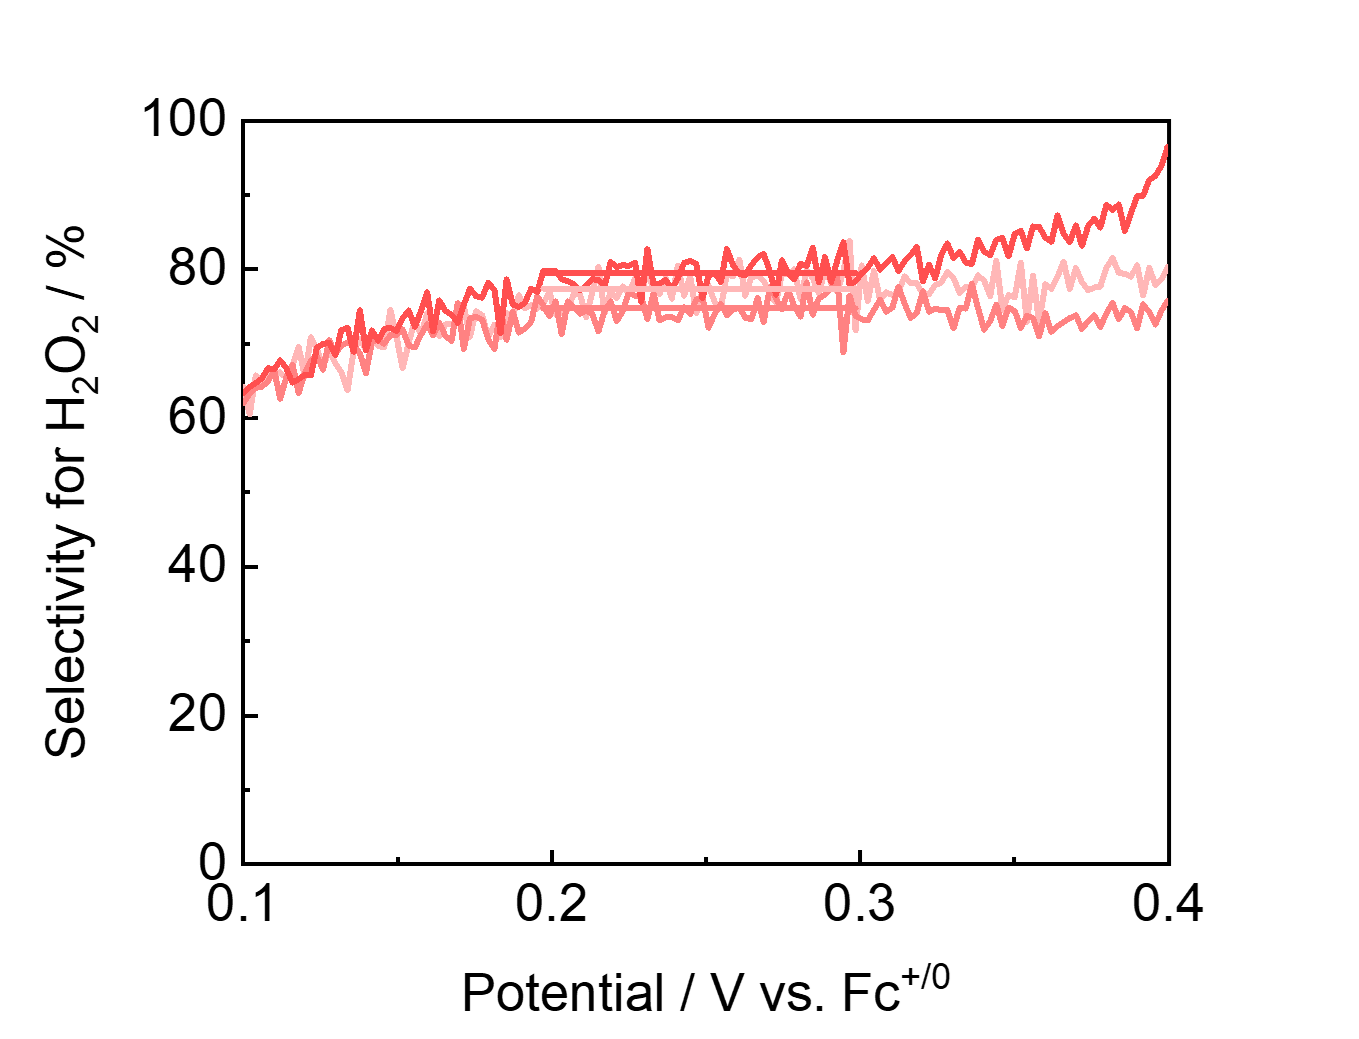 100
80
60
40
20
0
0.1 0.2 0.3 0.4
Selectivity for H₂O₂ / %
Potential / V vs. Fc⁺/⁰